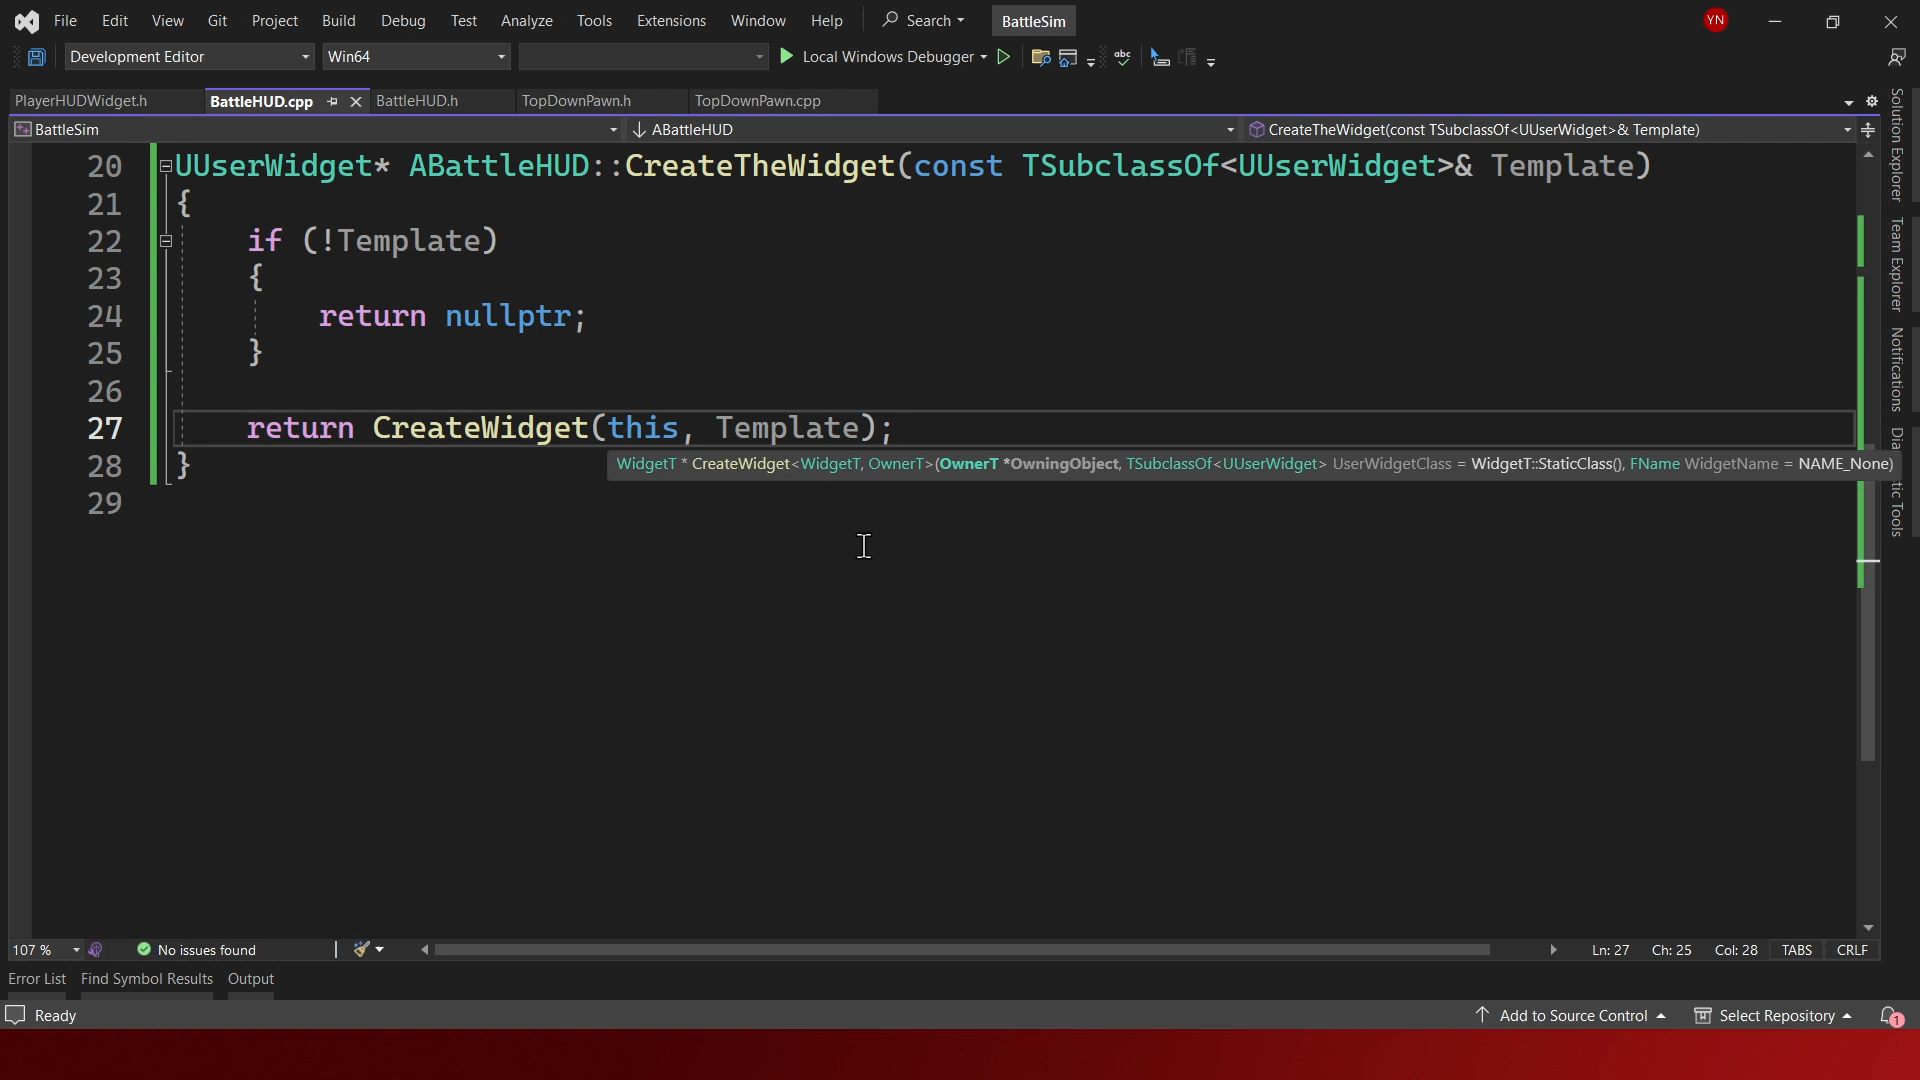 File Edit View Git Project Build Debug Test Analyze Tools Extensions Window Help Search BattleSim YN
Development Editor Win64 Local Windows Debugger abc
PlayerHUDWidget.h BattleHUD.cpp BattleHUD.h TopDownPawn.h TopDownPawn.cpp
BattleSim ABattleHUD CreateTheWidget(const TSubclassOf<UUserWidget>& Template)
20 UUserWidget* ABattleHUD::CreateTheWidget(const TSubclassOf<UUserWidget>& Template)
21 {
22 if (!Template)
23 {
24 return nullptr;
25 }
26
27 return CreateWidget(this, Template);
28 }
WidgetT * CreateWidget<WidgetT, OwnerT>(OwnerT *OwningObject, TSubclassOf<UUserWidget> UserWidgetClass = WidgetT::StaticClass(), FName WidgetName = NAME_None)
29
Solution Explorer
Team Explorer
Notifications
107 % No issues found Ln: 27 Ch: 25 Col: 28 TABS CRLF
Error List Find Symbol Results Output
Ready Add to Source Control Select Repository 1